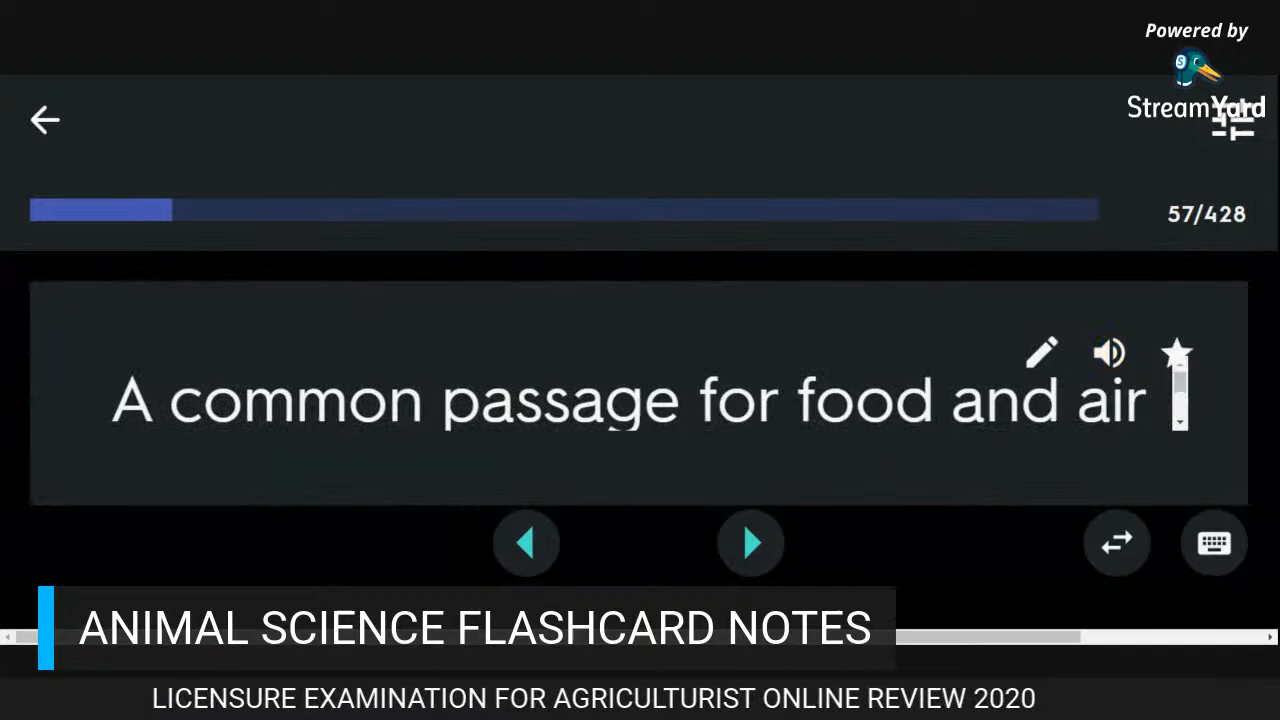 Powered by
StreamYard
57/428
A common passage for food and air
ANIMAL SCIENCE FLASHCARD NOTES
LICENSURE EXAMINATION FOR AGRICULTURIST ONLINE REVIEW 2020